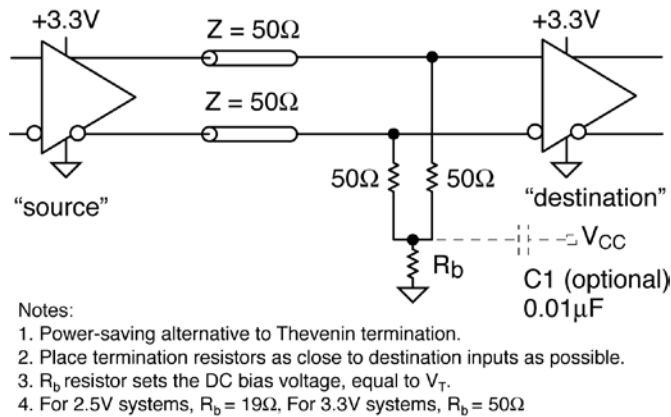 +3.3V
+3.3V
Z = 50Ω
Z = 50Ω
50Ω
50Ω
"source"
"destination"
VCC
Rb
C1 (optional)
0.01µF
Notes:
1. Power-saving alternative to Thevenin termination.
2. Place termination resistors as close to destination inputs as possible.
3. Rb resistor sets the DC bias voltage, equal to VT.
4. For 2.5V systems, Rb = 19Ω, For 3.3V systems, Rb = 50Ω